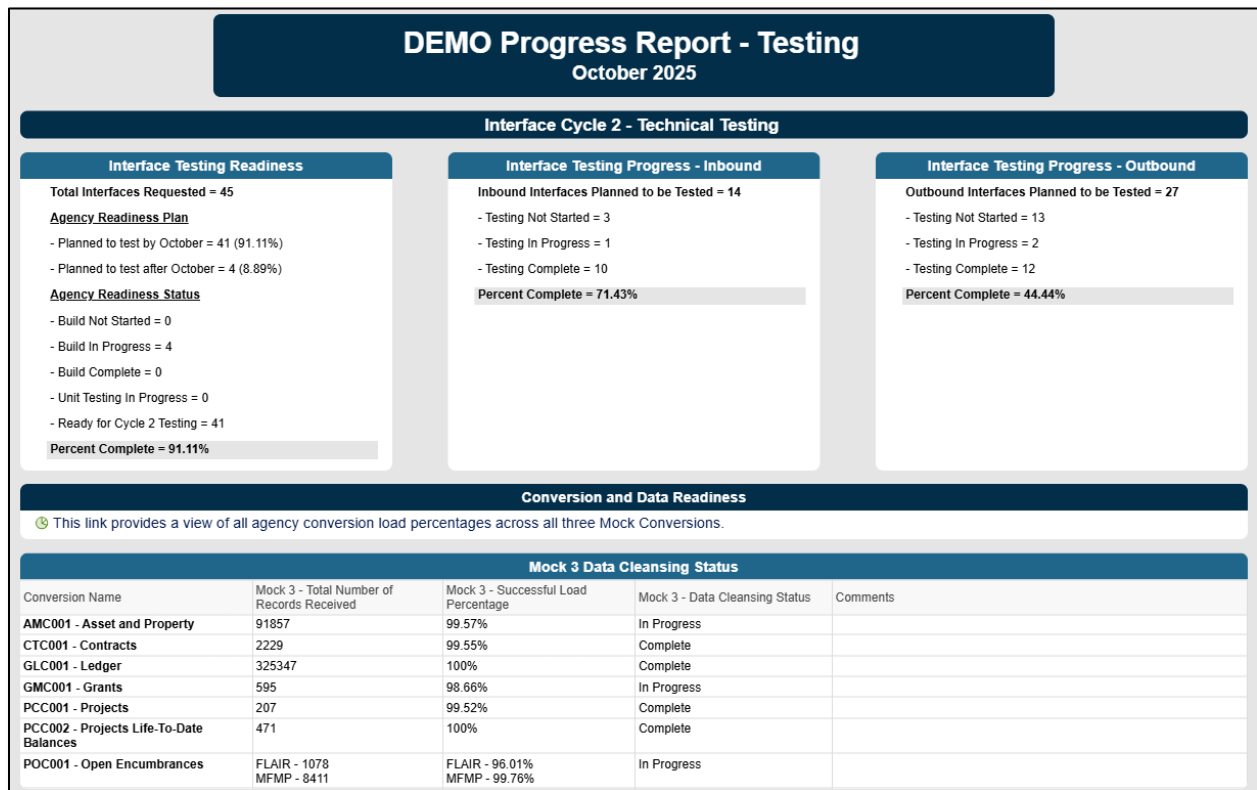 DEMO Progress Report - Testing
October 2025
Interface Cycle 2 - Technical Testing
Interface Testing Readiness
Total Interfaces Requested = 45
Agency Readiness Plan
- Planned to test by October = 41 (91.11%)
- Planned to test after October = 4 (8.89%)
Agency Readiness Status
- Build Not Started = 0
- Build In Progress = 4
- Build Complete = 0
- Unit Testing In Progress = 0
- Ready for Cycle 2 Testing = 41
Percent Complete = 91.11%
Interface Testing Progress - Inbound
Inbound Interfaces Planned to be Tested = 14
- Testing Not Started = 3
- Testing In Progress = 1
- Testing Complete = 10
Percent Complete = 71.43%
Interface Testing Progress - Outbound
Outbound Interfaces Planned to be Tested = 27
- Testing Not Started = 13
- Testing In Progress = 2
- Testing Complete = 12
Percent Complete = 44.44%
Conversion and Data Readiness
This link provides a view of all agency conversion load percentages across all three Mock Conversions.
Mock 3 Data Cleansing Status
Conversion Name | Mock 3 - Total Number of Records Received | Mock 3 - Successful Load Percentage | Mock 3 - Data Cleansing Status | Comments
AMC001 - Asset and Property | 91857 | 99.57% | In Progress
CTC001 - Contracts | 2229 | 99.55% | Complete
GLC001 - Ledger | 325347 | 100% | Complete
GMC001 - Grants | 595 | 98.66% | In Progress
PCC001 - Projects | 207 | 99.52% | Complete
PCC002 - Projects Life-To-Date Balances | 471 | 100% | Complete
POC001 - Open Encumbrances | FLAIR - 1078 MFMP - 8411 | FLAIR - 96.01% MFMP - 99.76% | In Progress